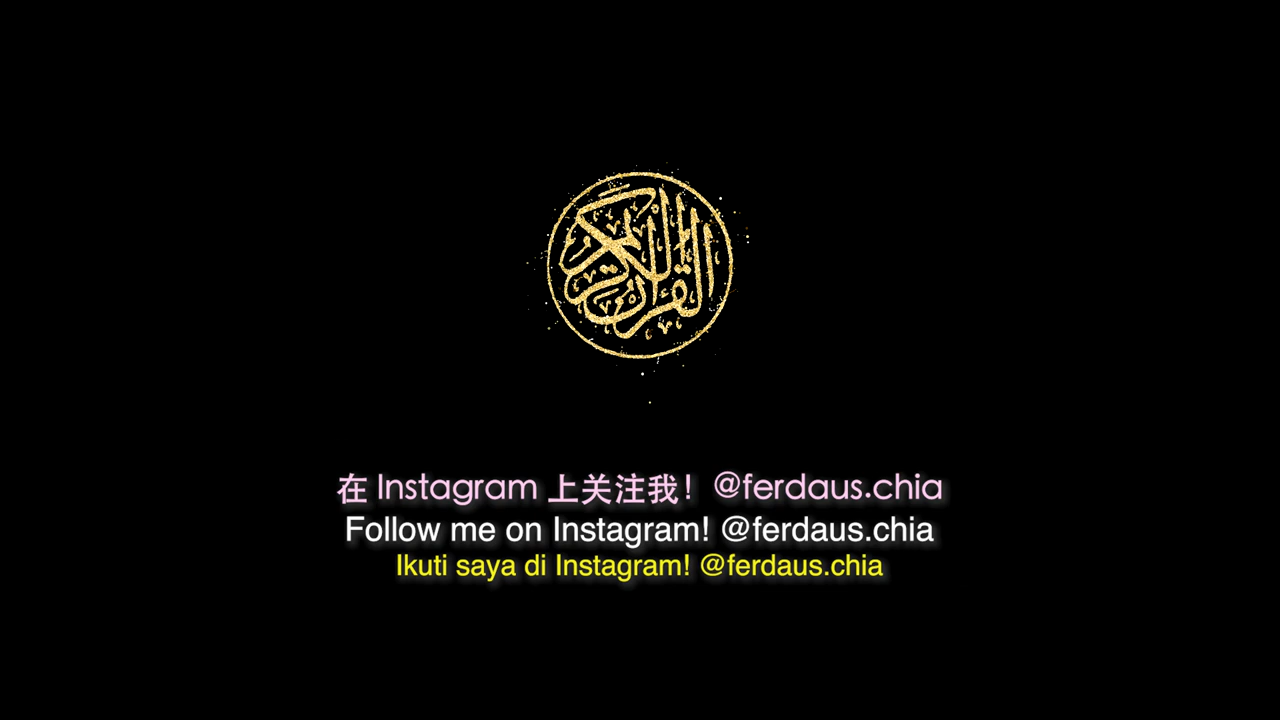 القرآن الكريم
在 Instagram 上关注我！@ferdaus.chia
Follow me on Instagram! @ferdaus.chia
Ikuti saya di Instagram! @ferdaus.chia